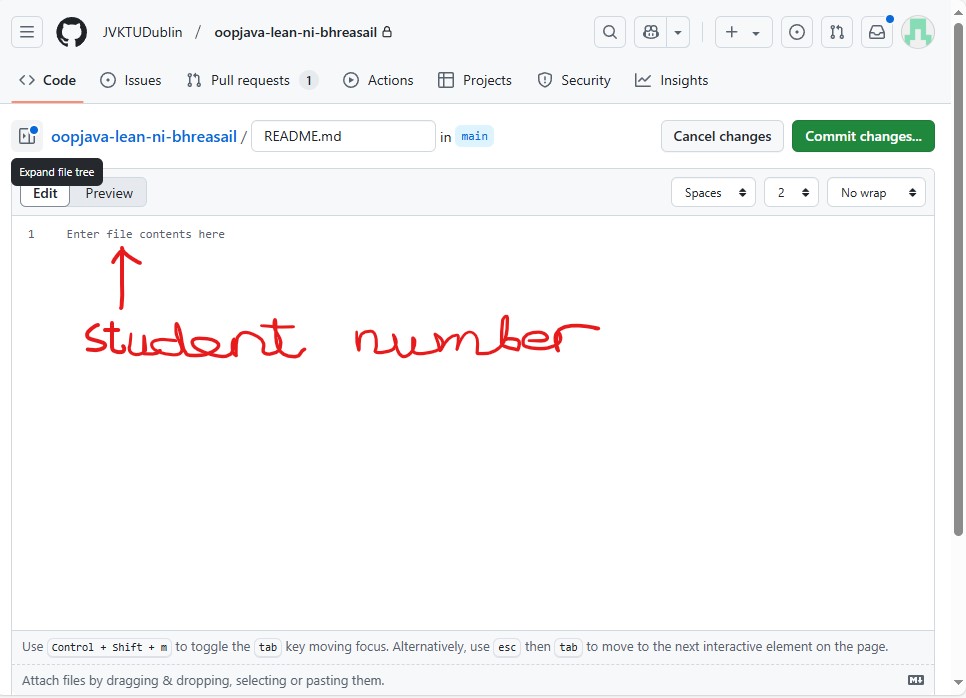 JVKTUDublin / oopjava-lean-ni-bhreasail
Code Issues Pull requests 1 Actions Projects Security Insights
oopjava-lean-ni-bhreasail / README.md in main Cancel changes Commit changes...
Expand file tree
Edit Preview Spaces 2 No wrap
1 Enter file contents here
student number
Use Control + Shift + m to toggle the tab key moving focus. Alternatively, use esc then tab to move to the next interactive element on the page.
Attach files by dragging & dropping, selecting or pasting them.